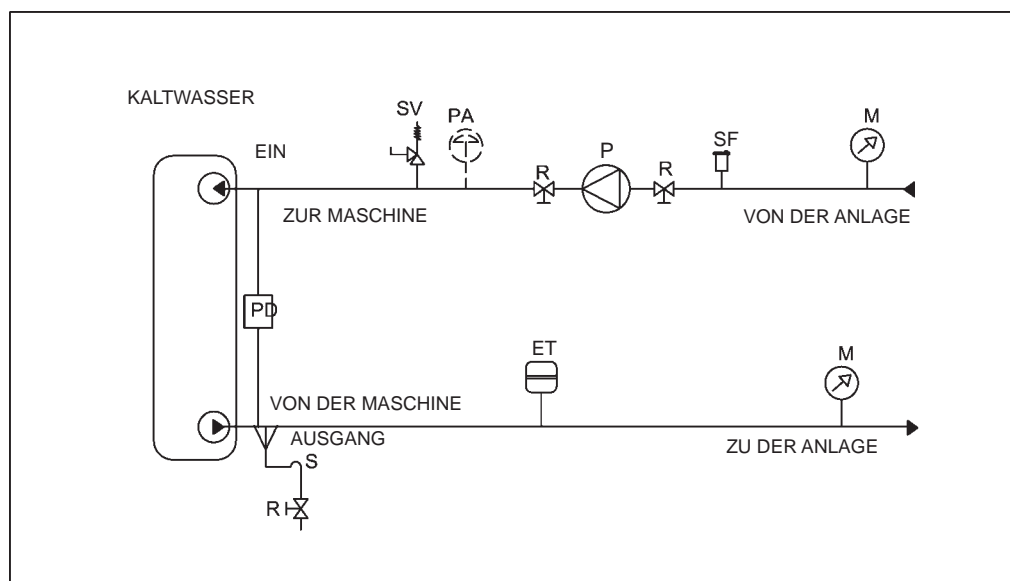 KALTWASSER
SV
PA
M
SF
P
R
R
EIN
ZUR MASCHINE
VON DER ANLAGE
PD
ET
M
VON DER MASCHINE
AUSGANG
ZU DER ANLAGE
S
R